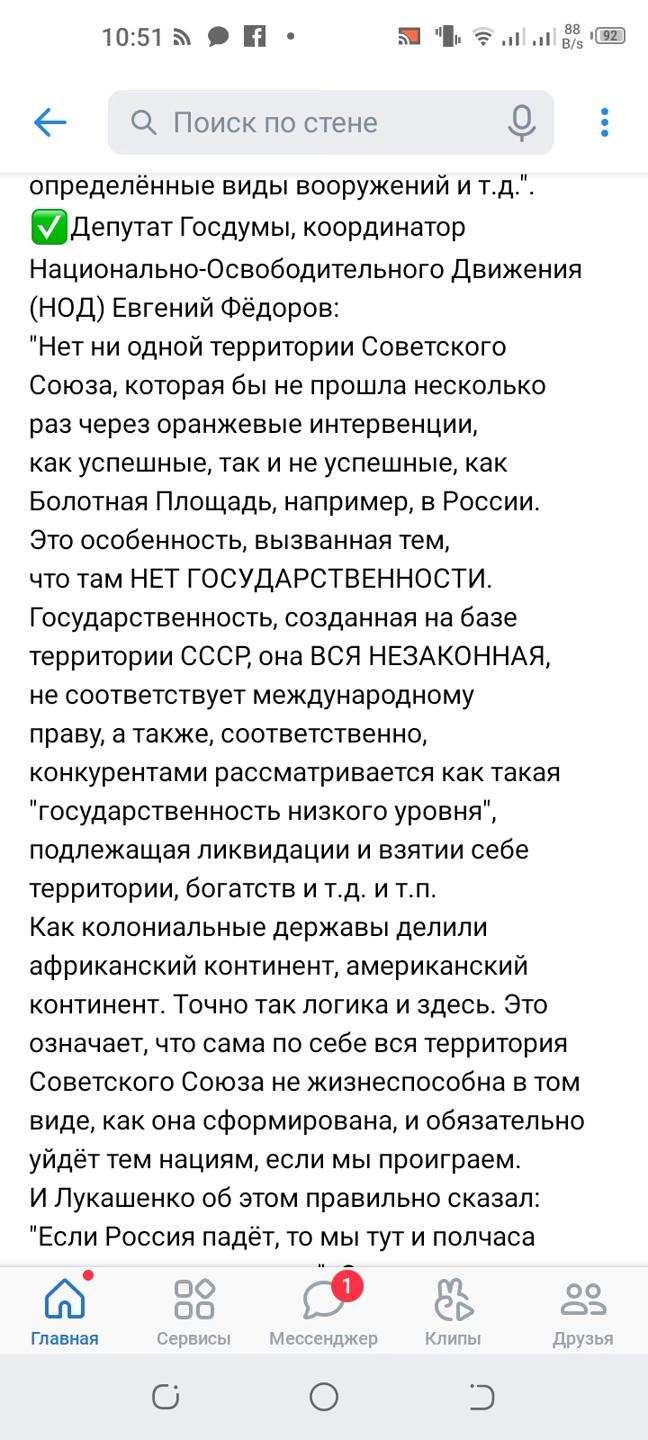 10:51
88
B/s
92
Поиск по стене
определённые виды вооружений и т.д.".
✅Депутат Госдумы, координатор
Национально-Освободительного Движения
(НОД) Евгений Фёдоров:
"Нет ни одной территории Советского
Союза, которая бы не прошла несколько
раз через оранжевые интервенции,
как успешные, так и не успешные, как
Болотная Площадь, например, в России.
Это особенность, вызванная тем,
что там НЕТ ГОСУДАРСТВЕННОСТИ.
Государственность, созданная на базе
территории СССР, она ВСЯ НЕЗАКОННАЯ,
не соответствует международному
праву, а также, соответственно,
конкурентами рассматривается как такая
"государственность низкого уровня",
подлежащая ликвидации и взятии себе
территории, богатств и т.д. и т.п.
Как колониальные державы делили
африканский континент, американский
континент. Точно так логика и здесь. Это
означает, что сама по себе вся территория
Советского Союза не жизнеспособна в том
виде, как она сформирована, и обязательно
уйдёт тем нациям, если мы проиграем.
И Лукашенко об этом правильно сказал:
"Если Россия падёт, то мы тут и полчаса
1
Главная
Сервисы
Мессенджер
Клипы
Друзья